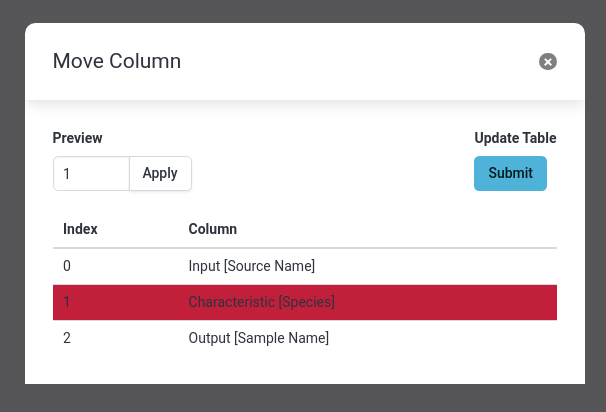 Move Column
Preview
Update Table
1
Apply
Submit
Index
Column
0
Input [Source Name]
1
Characteristic [Species]
2
Output [Sample Name]